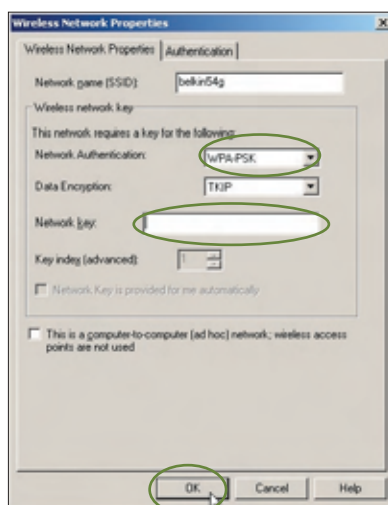 Wireless Network Properties
Wireless Network Properties Authentication
Network name (SSID): belkin54g
Wireless network key
This network requires a key for the following:
Network Authentication: WPA-PSK
Data Encryption: TKIP
Network key:
Key index (advanced): 1
Network Key is provided for me automatically
This is a computer-to-computer (ad hoc) network; wireless access
points are not used
OK Cancel Help